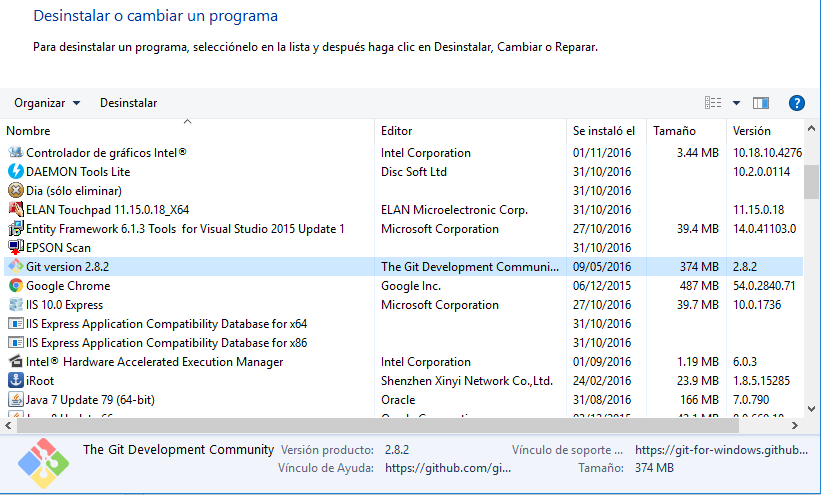 Desinstalar o cambiar un programa
Para desinstalar un programa, selecciónelo en la lista y después haga clic en Desinstalar, Cambiar o Reparar.
Organizar Desinstalar
Nombre Editor Se instaló el Tamaño Versión
Controlador de gráficos Intel® Intel Corporation 01/11/2016 3.44 MB 10.18.10.4276
DAEMON Tools Lite Disc Soft Ltd 31/10/2016 10.2.0.0114
Dia (sólo eliminar) 31/10/2016
ELAN Touchpad 11.15.0.18_X64 ELAN Microelectronic Corp. 31/10/2016 11.15.0.18
Entity Framework 6.1.3 Tools for Visual Studio 2015 Update 1 Microsoft Corporation 27/10/2016 39.4 MB 14.0.41103.0
EPSON Scan 31/10/2016
Git version 2.8.2 The Git Development Communi... 09/05/2016 374 MB 2.8.2
Google Chrome Google Inc. 06/12/2015 487 MB 54.0.2840.71
IIS 10.0 Express Microsoft Corporation 27/10/2016 39.7 MB 10.0.1736
IIS Express Application Compatibility Database for x64 31/10/2016
IIS Express Application Compatibility Database for x86 31/10/2016
Intel® Hardware Accelerated Execution Manager Intel Corporation 01/09/2016 1.19 MB 6.0.3
iRoot Shenzhen Xinyi Network Co.,Ltd. 24/02/2016 23.9 MB 1.8.5.15285
Java 7 Update 79 (64-bit) Oracle 31/08/2016 166 MB 7.0.790
The Git Development Community Versión producto: 2.8.2 Vínculo de soporte ... https://git-for-windows.github...
Vínculo de Ayuda: https://github.com/gi... Tamaño: 374 MB